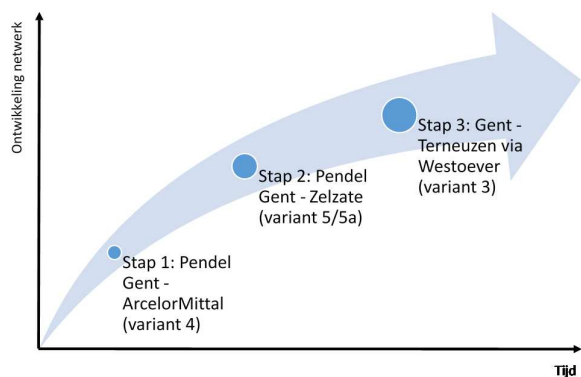 Ontwikkeling netwerk
Stap 3: Gent -
Terneuzen via
Westoever
(variant 3)
Stap 2: Pendel
Gent - Zelzate
(variant 5/5a)
Stap 1: Pendel
Gent -
ArcelorMittal
(variant 4)
Tijd